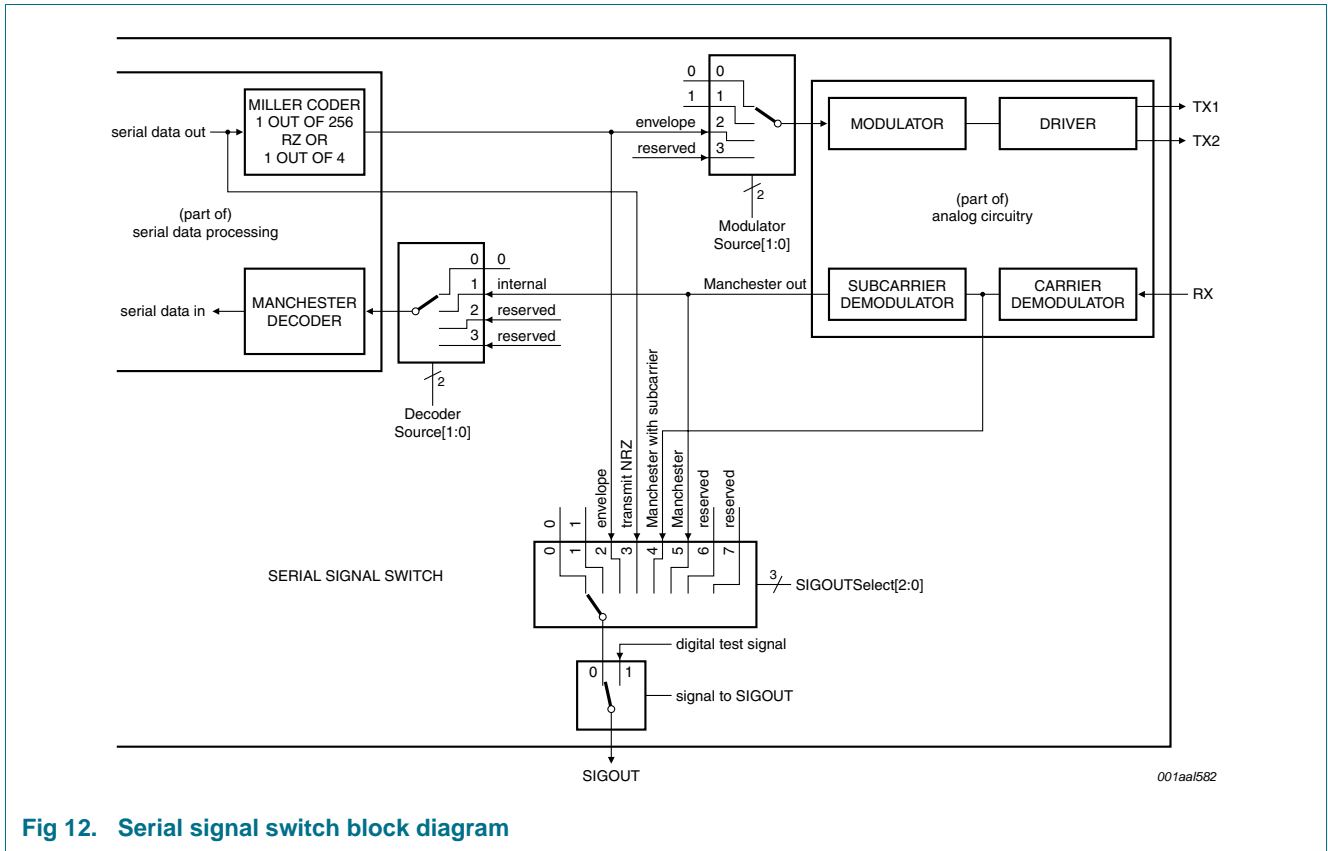 0 0
1 1
envelope 2
reserved 3
2
Modulator
Source[1:0]
MILLER CODER
1 OUT OF 256
RZ OR
1 OUT OF 4
serial data out
(part of)
serial data processing
MODULATOR
DRIVER
TX1
TX2
(part of)
analog circuitry
0 0
1 internal
2 reserved
3 reserved
2
Decoder
Source[1:0]
MANCHESTER
DECODER
serial data in
Manchester out
SUBCARRIER
DEMODULATOR
CARRIER
DEMODULATOR
RX
0 0
1 1
2 envelope
3 transmit NRZ
4 Manchester with subcarrier
5 Manchester
6 reserved
7 reserved
3
SIGOUTSelect[2:0]
SERIAL SIGNAL SWITCH
digital test signal
0 1
signal to SIGOUT
SIGOUT
001aal582
Fig 12. Serial signal switch block diagram